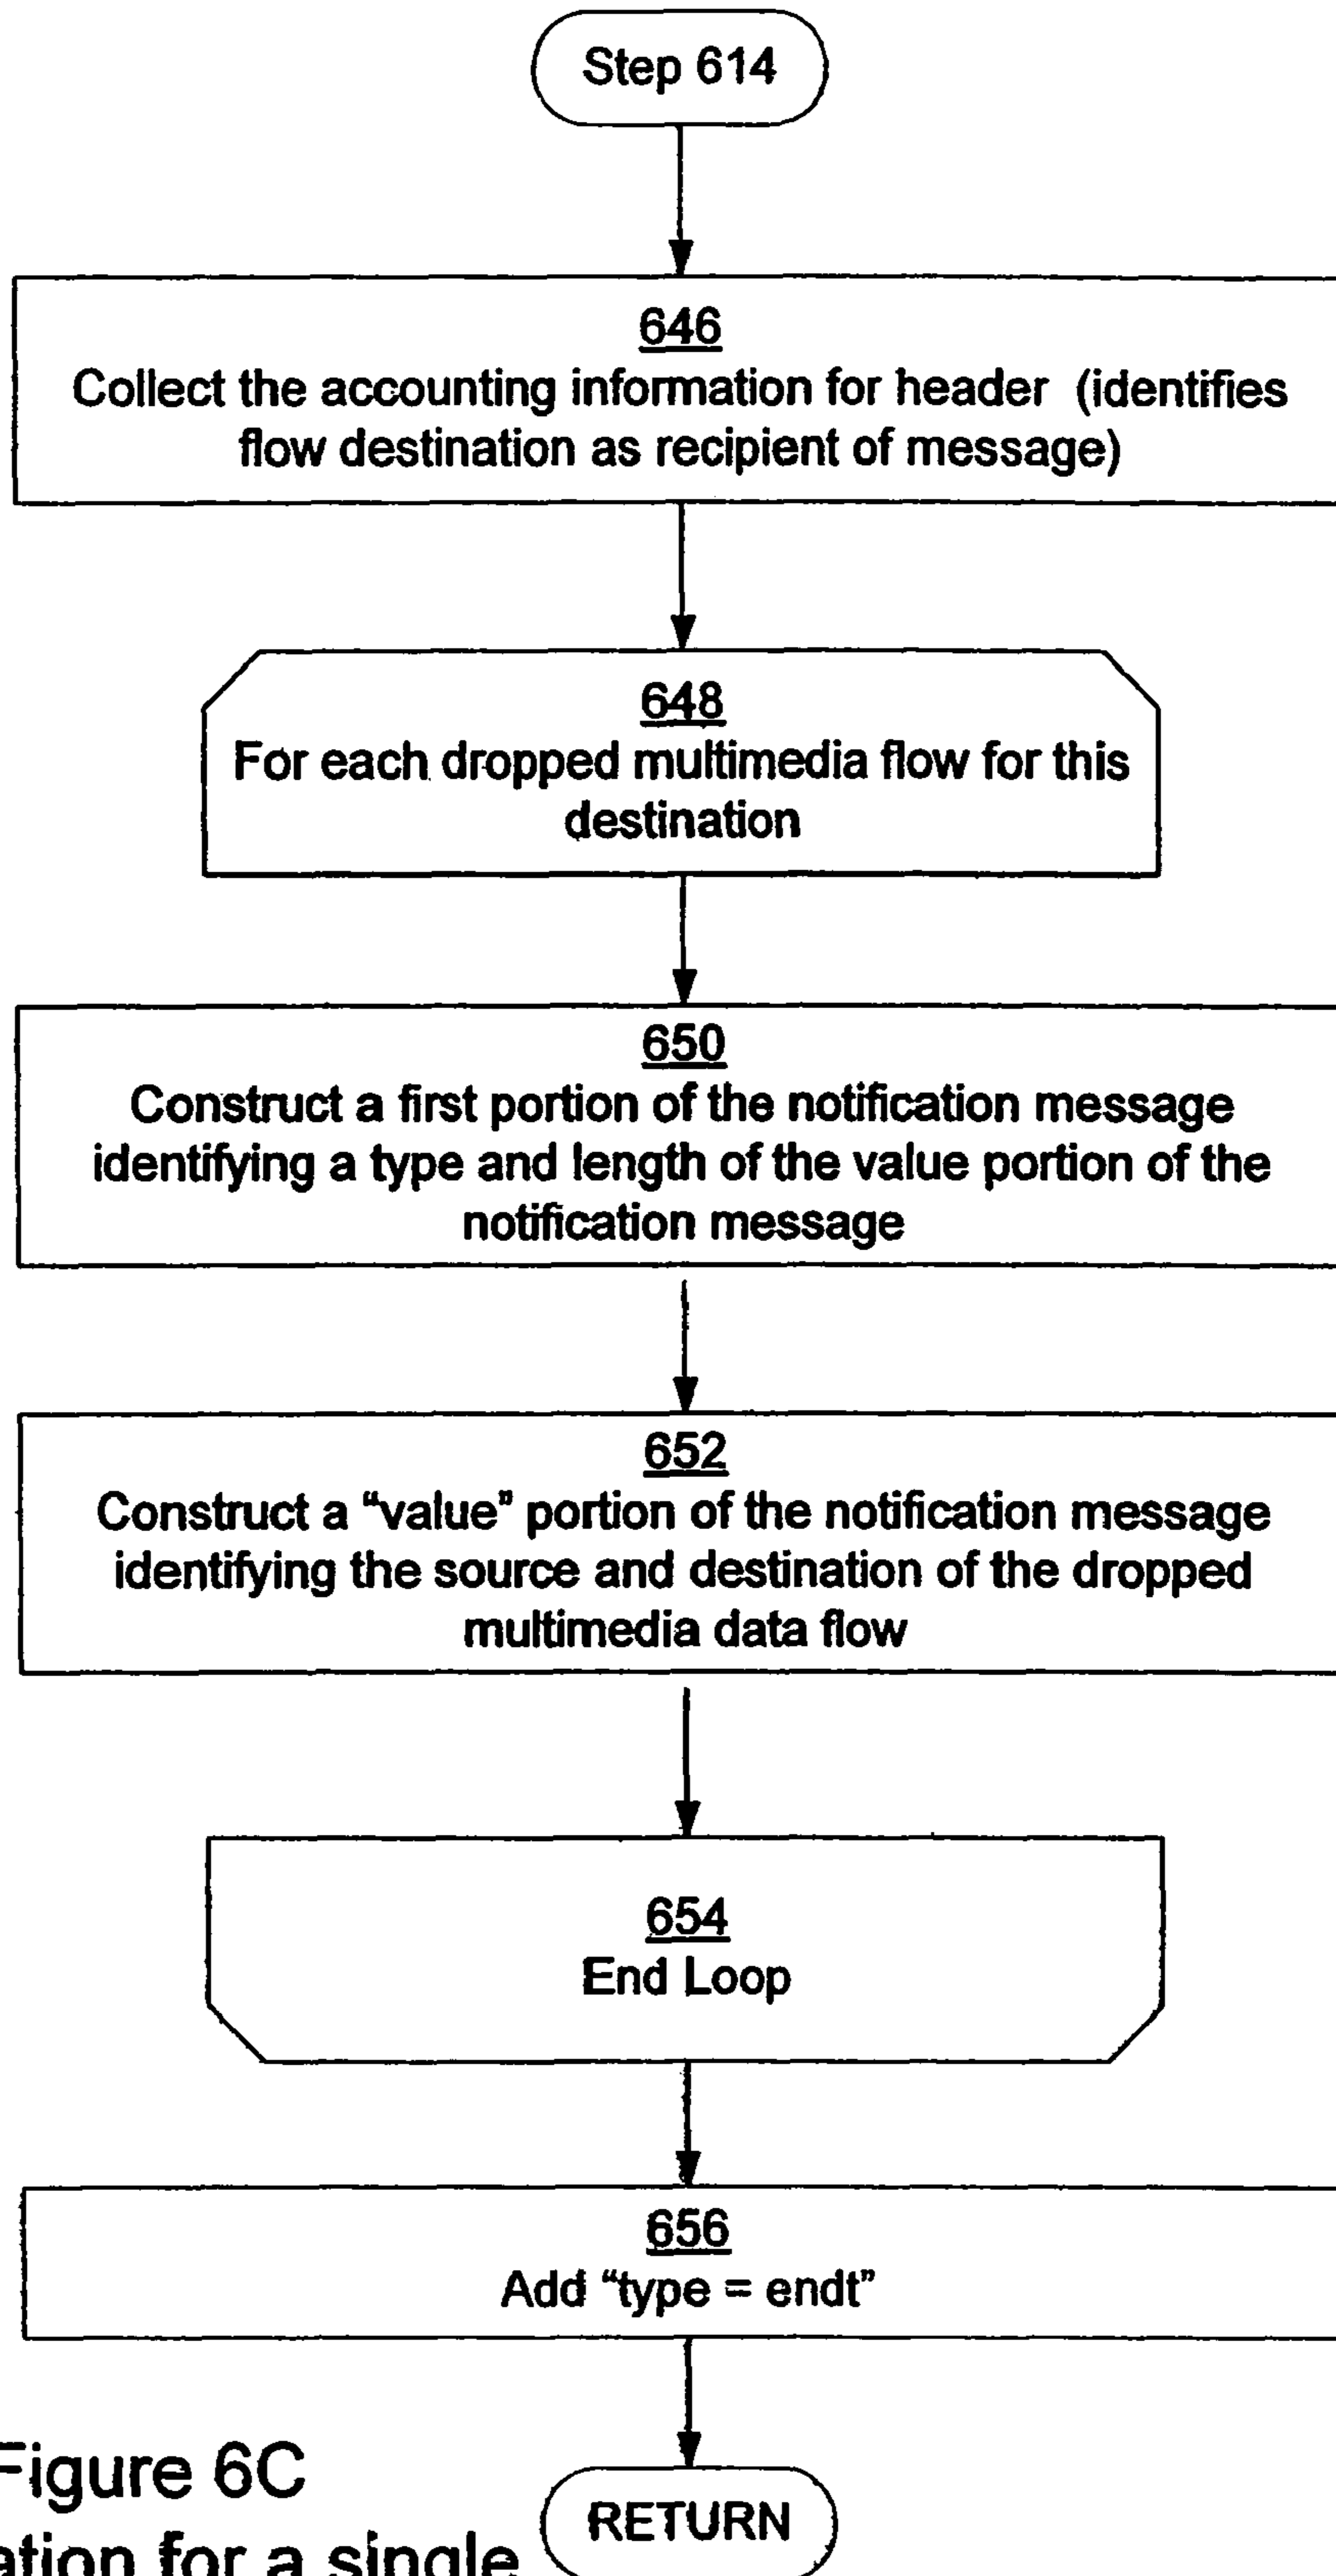 Step 614
646
Collect the accounting information for header (identifies
flow destination as recipient of message)
648
For each dropped multimedia flow for this
destination
650
Construct a first portion of the notification message
identifying a type and length of the value portion of the
notification message
652
Construct a “value” portion of the notification message
identifying the source and destination of the dropped
multimedia data flow
654
End Loop
656
Add “type = endt”
RETURN
Figure 6C
for a single